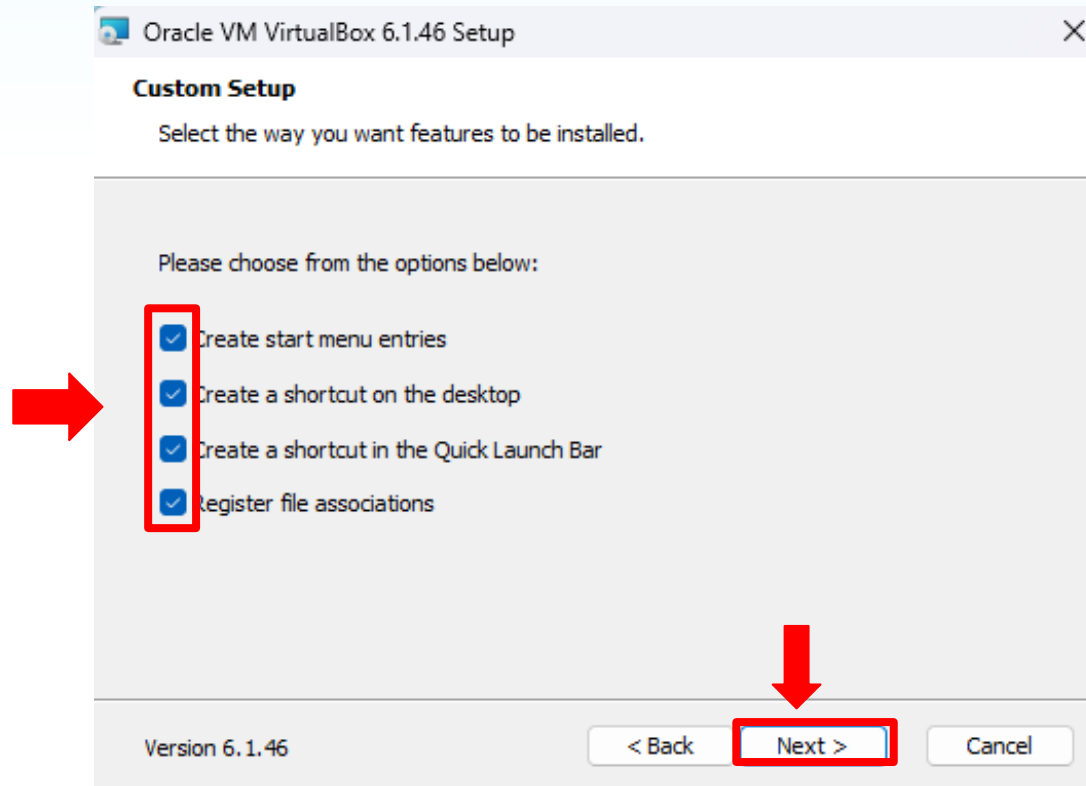 Oracle VM VirtualBox 6.1.46 Setup
Custom Setup
Select the way you want features to be installed.
Please choose from the options below:
Create start menu entries
Create a shortcut on the desktop
Create a shortcut in the Quick Launch Bar
Register file associations
Version 6.1.46
< Back
Next >
Cancel